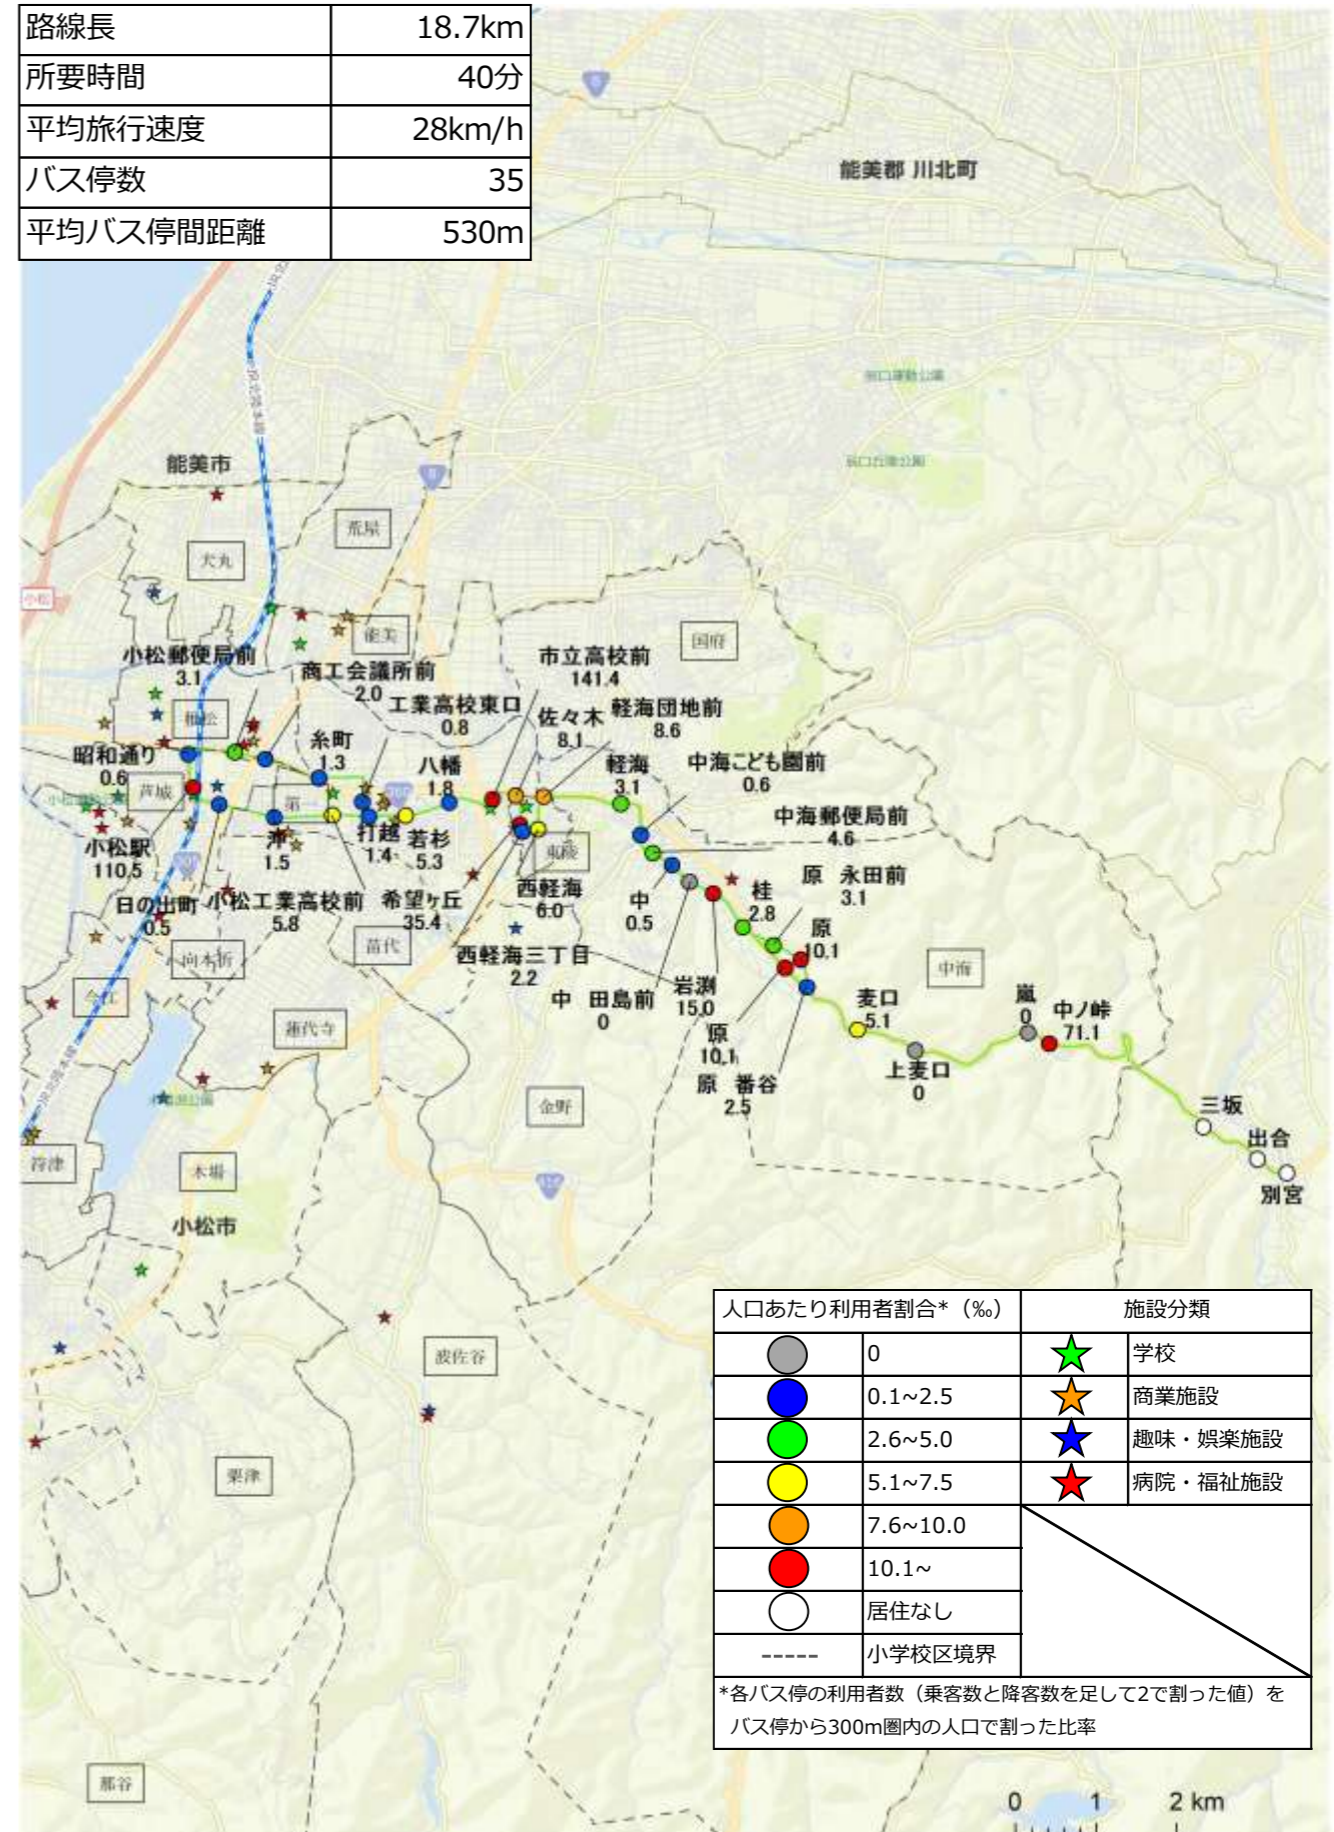 路線長 18.7km
所要時間 40分
平均旅行速度 28km/h
バス停数 35
平均バス停間距離 530m
能美郡 川北町
能美市
荒屋
犬丸
小松
能美
国府
小松郵便局前
3.1
商工会議所前
2.0
工業高校東口
0.8
市立高校前
141.4
佐々木
8.1
軽海団地前
8.6
昭和通り
0.6
糸町
1.3
八幡
1.8
軽海
3.1
中海こども園前
0.6
中海郵便局前
4.6
芦城
第一
小松駅
110.5
沖
1.5
打越
1.4
若杉
5.3
東陵
日の出町
0.5
小松工業高校前
5.8
希望ヶ丘
35.4
西軽海
6.0
中
0.5
桂
2.8
原 永田前
3.1
原
10.1
向本折
苗代
西軽海三丁目
2.2
中 田島前
0
岩渕
15.0
中海
今江
蓮代寺
原
10.1
原 番谷
2.5
麦口
5.1
上麦口
0
嵐
0
中ノ峠
71.1
金野
三坂
出合
別宮
符津
木場
小松市
波佐谷
粟津
那谷
人口あたり利用者割合*（‰） 施設分類
0 学校
0.1~2.5 商業施設
2.6~5.0 趣味・娯楽施設
5.1~7.5 病院・福祉施設
7.6~10.0
10.1~
居住なし
小学校区境界
*各バス停の利用者数（乗客数と降客数を足して2で割った値）を
バス停から300m圏内の人口で割った比率
0 1 2 km